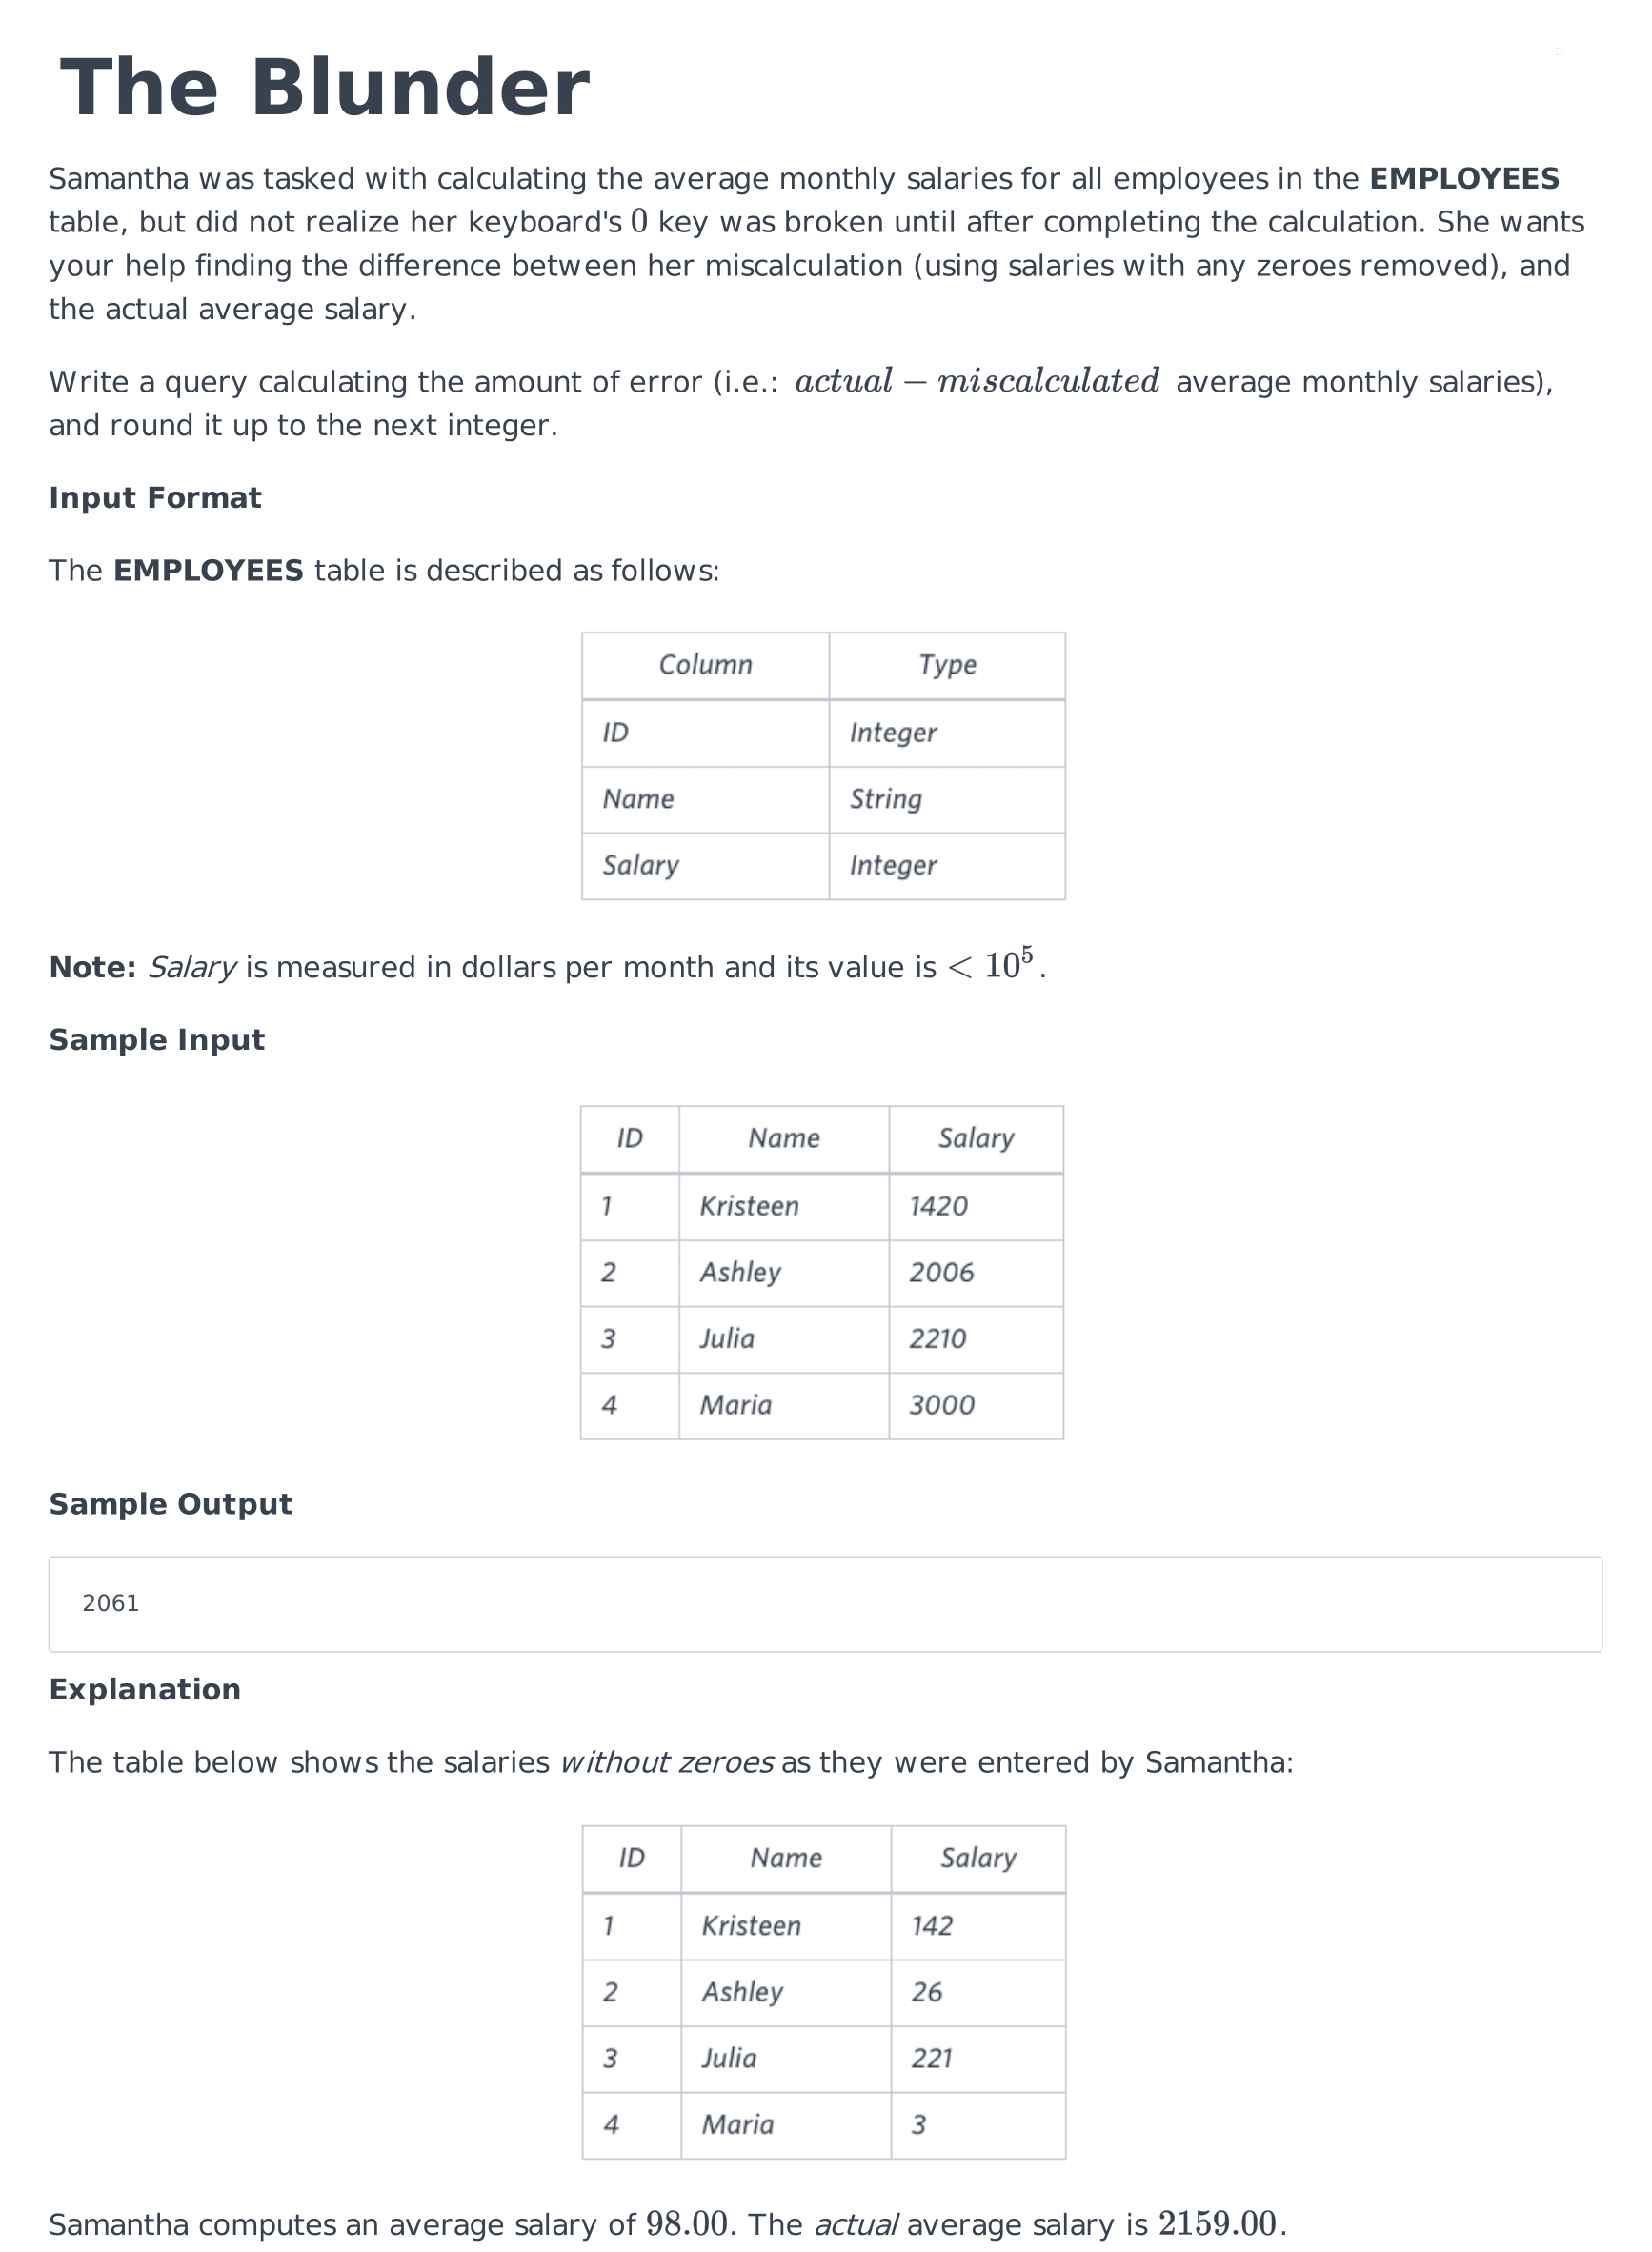 The Blunder
Samantha was tasked with calculating the average monthly salaries for all employees in the EMPLOYEES
table, but did not realize her keyboard's 0 key was broken until after completing the calculation. She wants
your help finding the difference between her miscalculation (using salaries with any zeroes removed), and
the actual average salary.
Write a query calculating the amount of error (i.e.: actual − miscalculated average monthly salaries),
and round it up to the next integer.
Input Format
The EMPLOYEES table is described as follows:
Column Type
ID Integer
Name String
Salary Integer
Note: Salary is measured in dollars per month and its value is < 10⁵.
Sample Input
ID Name Salary
1 Kristeen 1420
2 Ashley 2006
3 Julia 2210
4 Maria 3000
Sample Output
2061
Explanation
The table below shows the salaries without zeroes as they were entered by Samantha:
ID Name Salary
1 Kristeen 142
2 Ashley 26
3 Julia 221
4 Maria 3
Samantha computes an average salary of 98.00. The actual average salary is 2159.00.